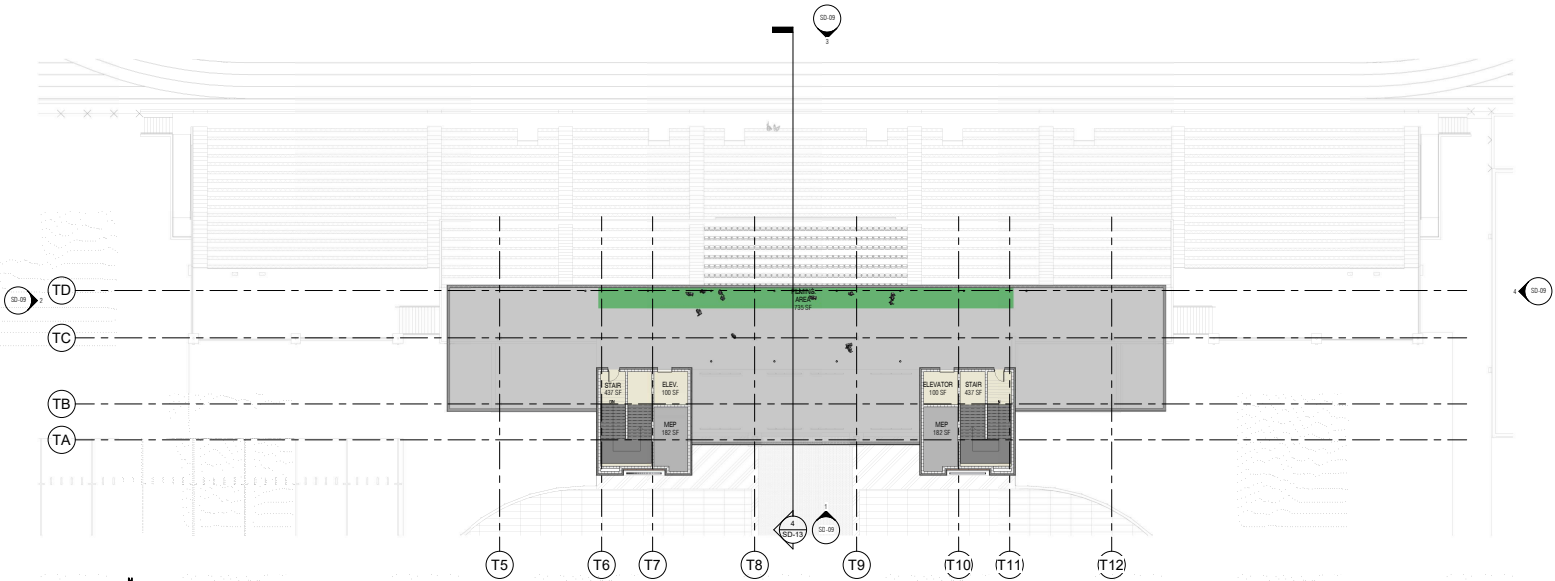 SD-09
3
TD
SD-09
2
AREA
735 SF
4
SD-09
TC
STAIR
437 SF
ELEV.
100 SF
ELEVATOR
100 SF
STAIR
437 SF
TB
MEP
182 SF
MEP
182 SF
TA
4
SD-13
1
SD-09
T5
T6
T7
T8
T9
T10
T11
T12